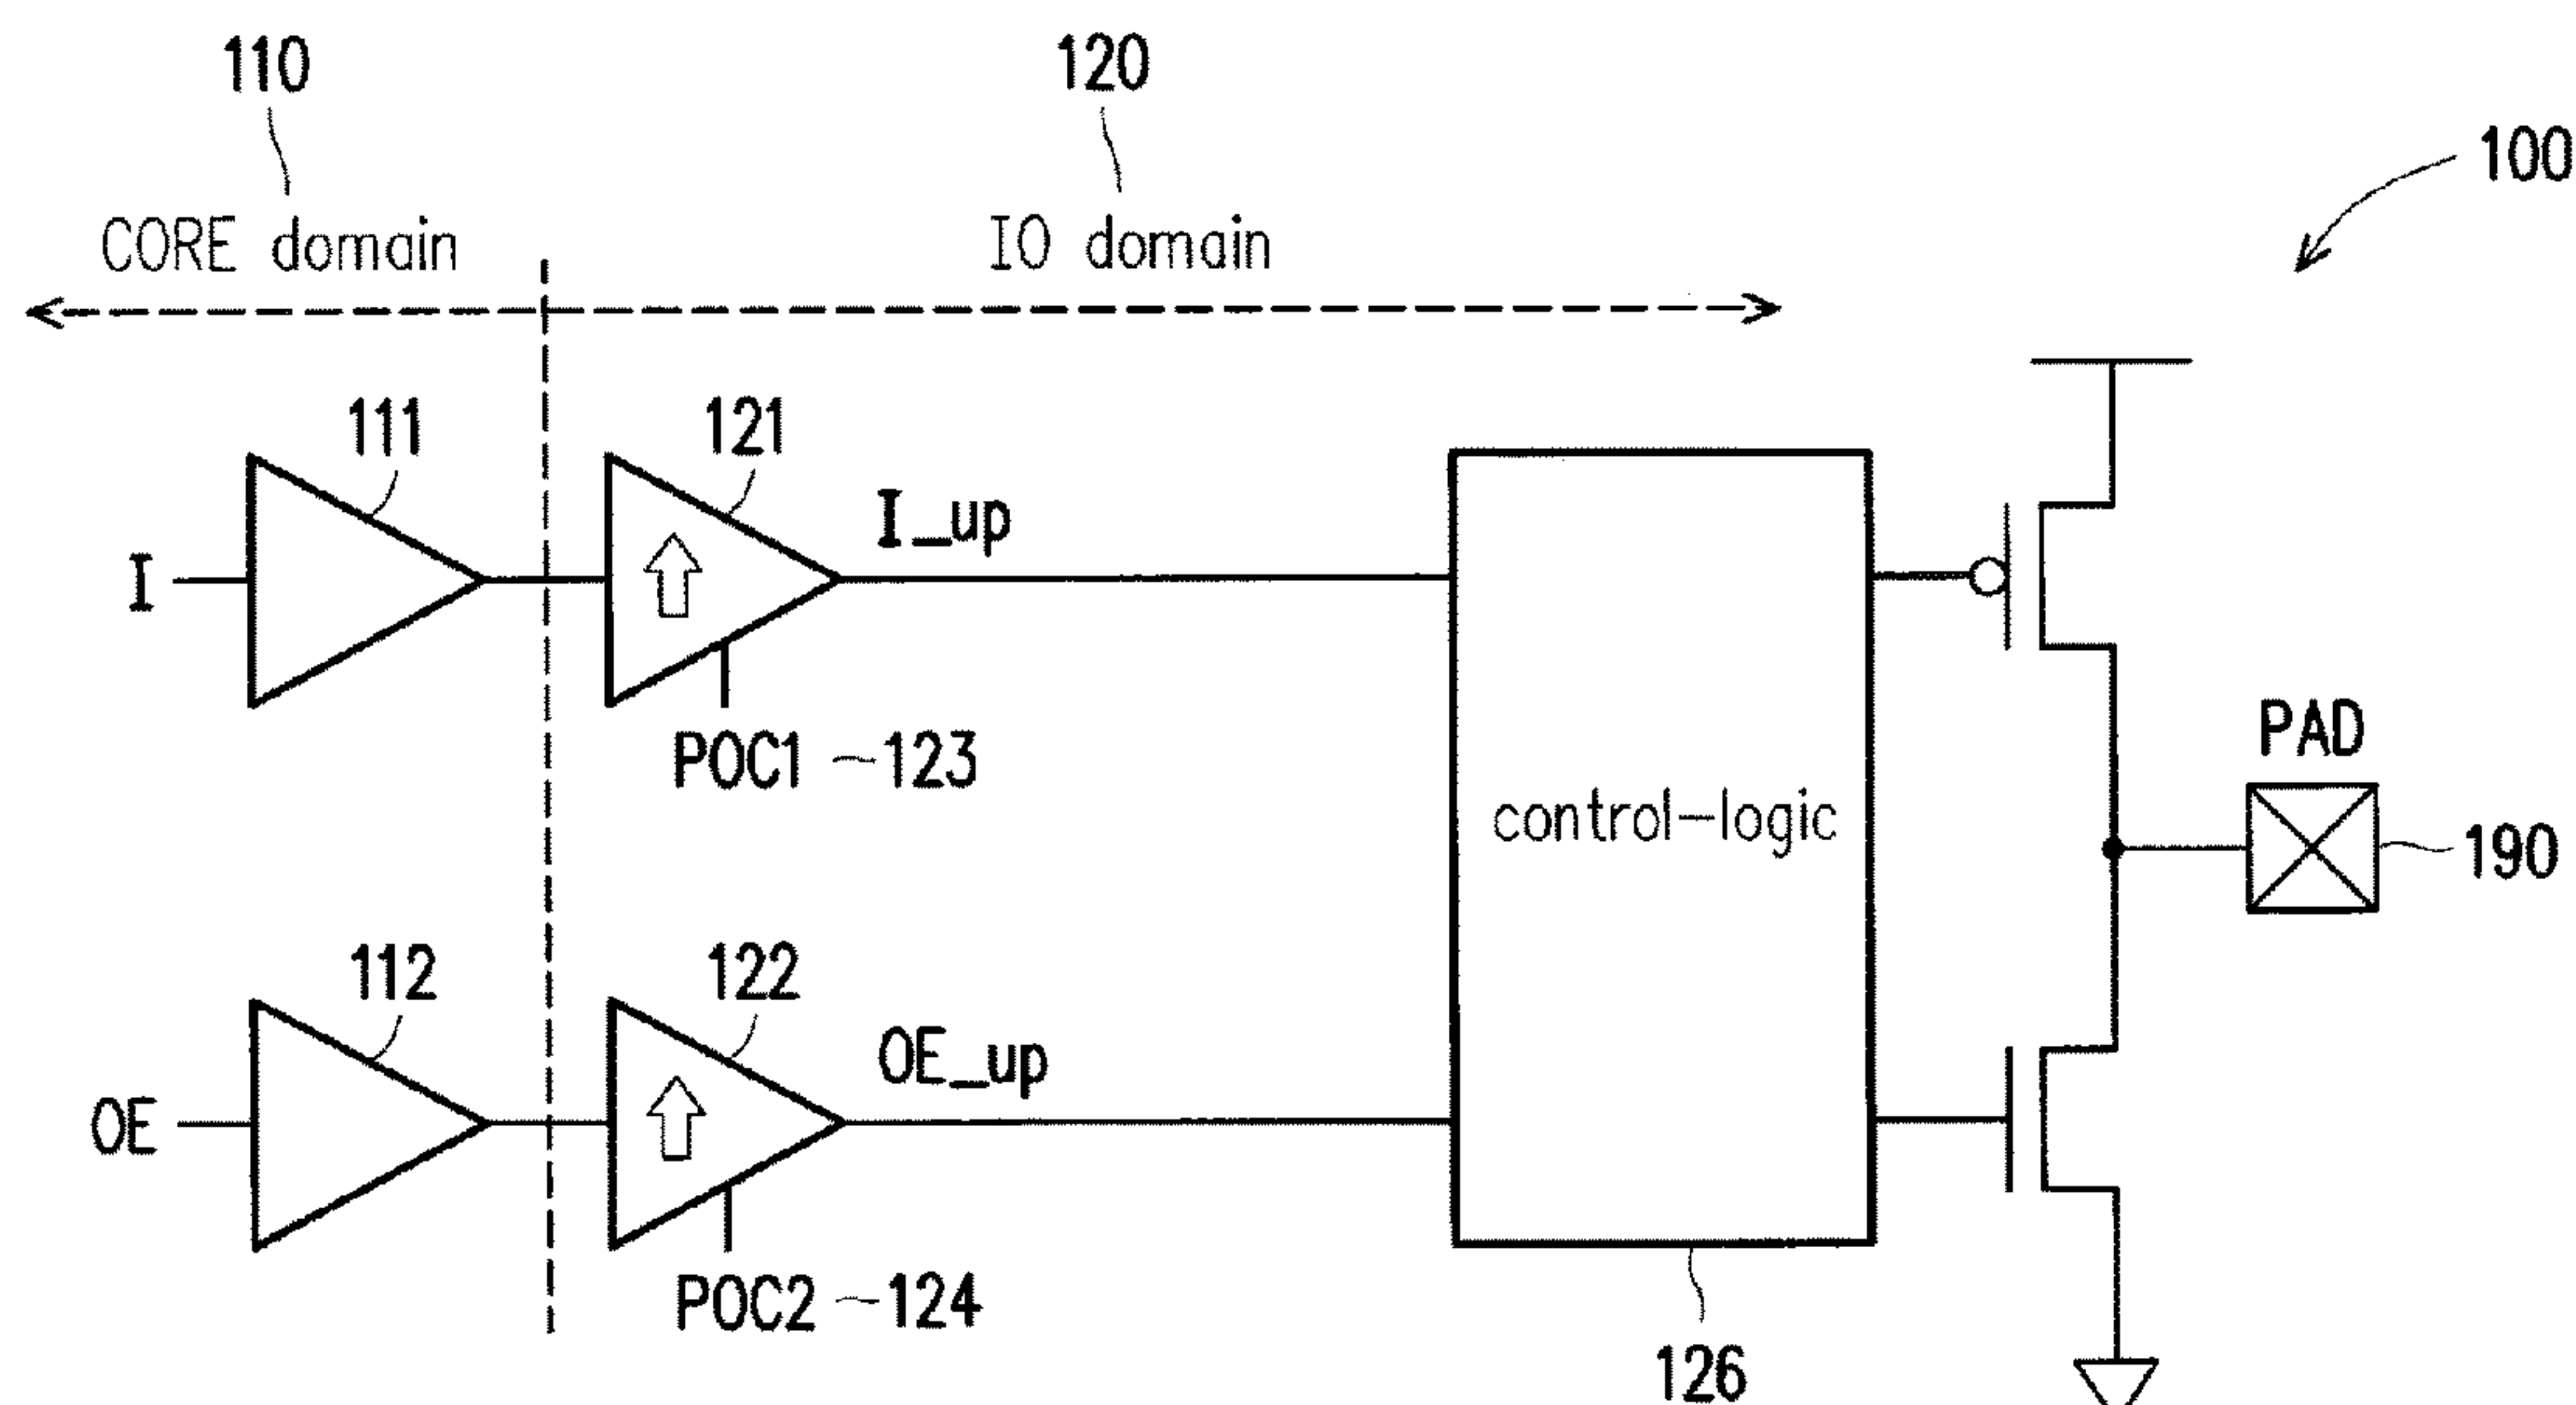 110
120
100
CORE domain
IO domain
111
121
I_up
I
POC1 123
control-logic
PAD
190
112
122
OE_up
OE
POC2 124
126